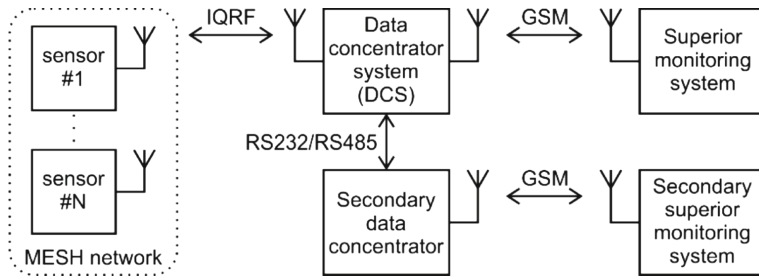 sensor
#1
sensor
#N
MESH network
IQRF
Data
concentrator
system
(DCS)
GSM
Superior
monitoring
system
RS232/RS485
Secondary
data
concentrator
GSM
Secondary
superior
monitoring
system